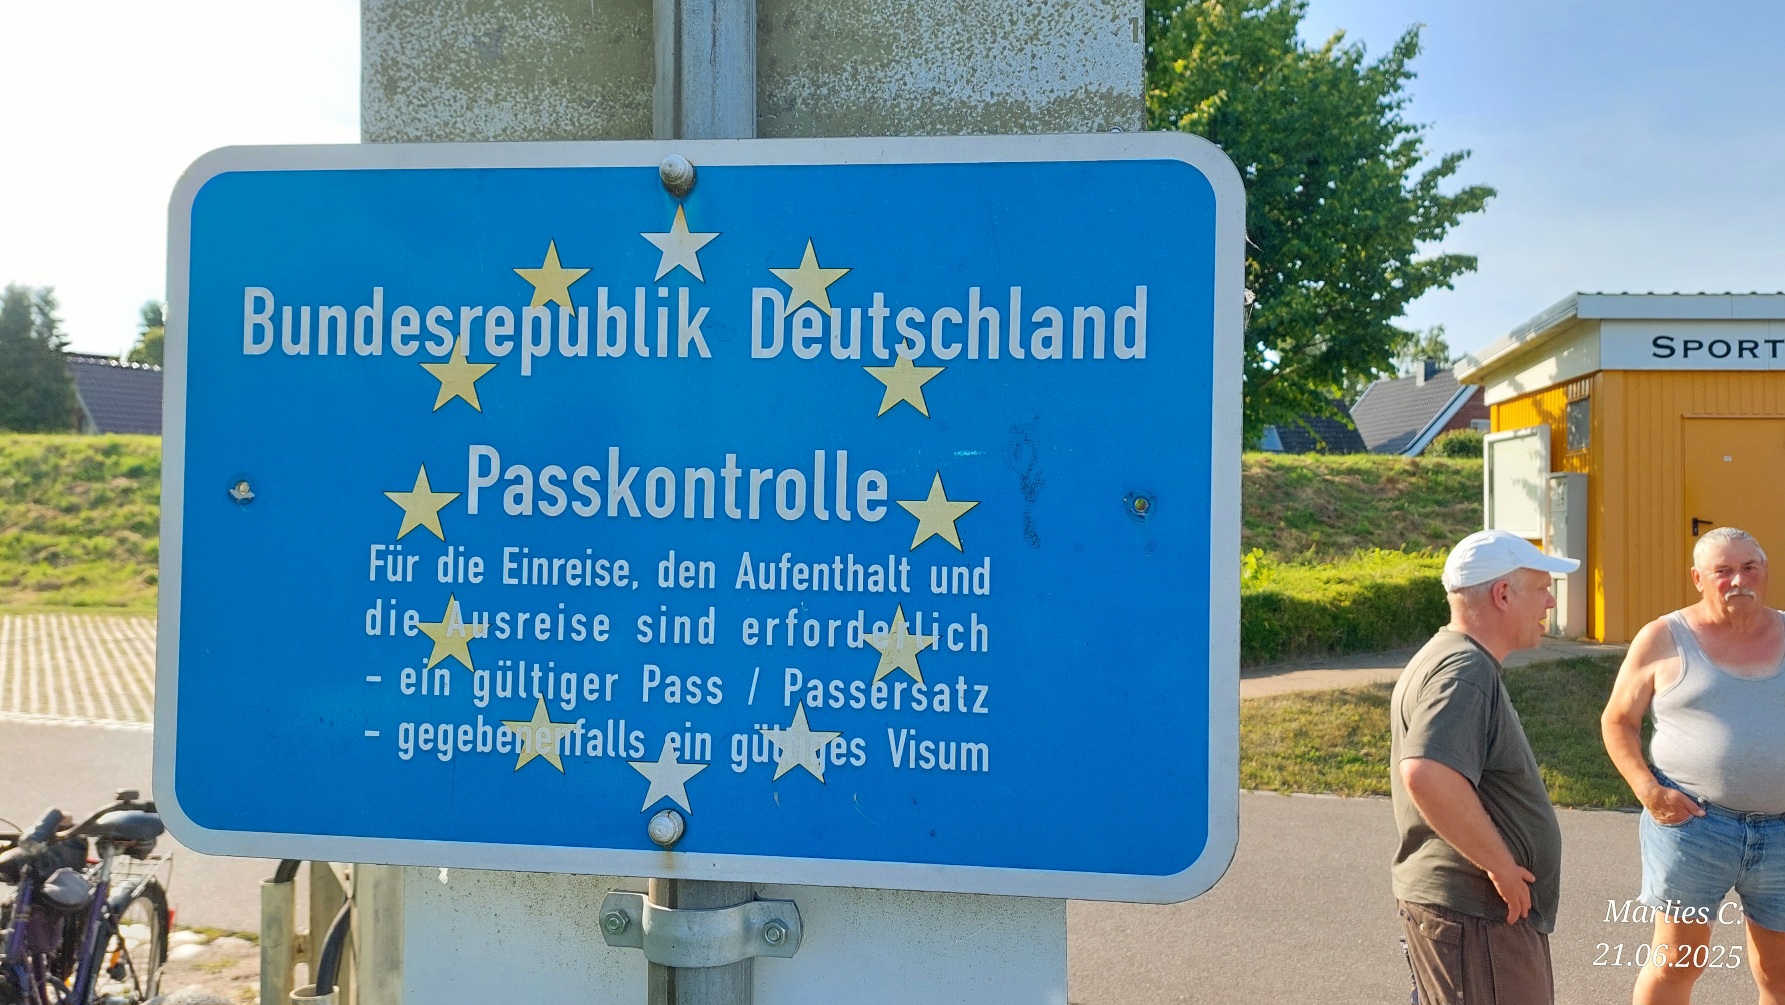 Bundesrepublik Deutschland
Passkontrolle
Für die Einreise, den Aufenthalt und
die Ausreise sind erforderlich
- ein gültiger Pass / Passersatz
- gegebenenfalls ein gültiges Visum
SPORT
Marlies C.
21.06.2025